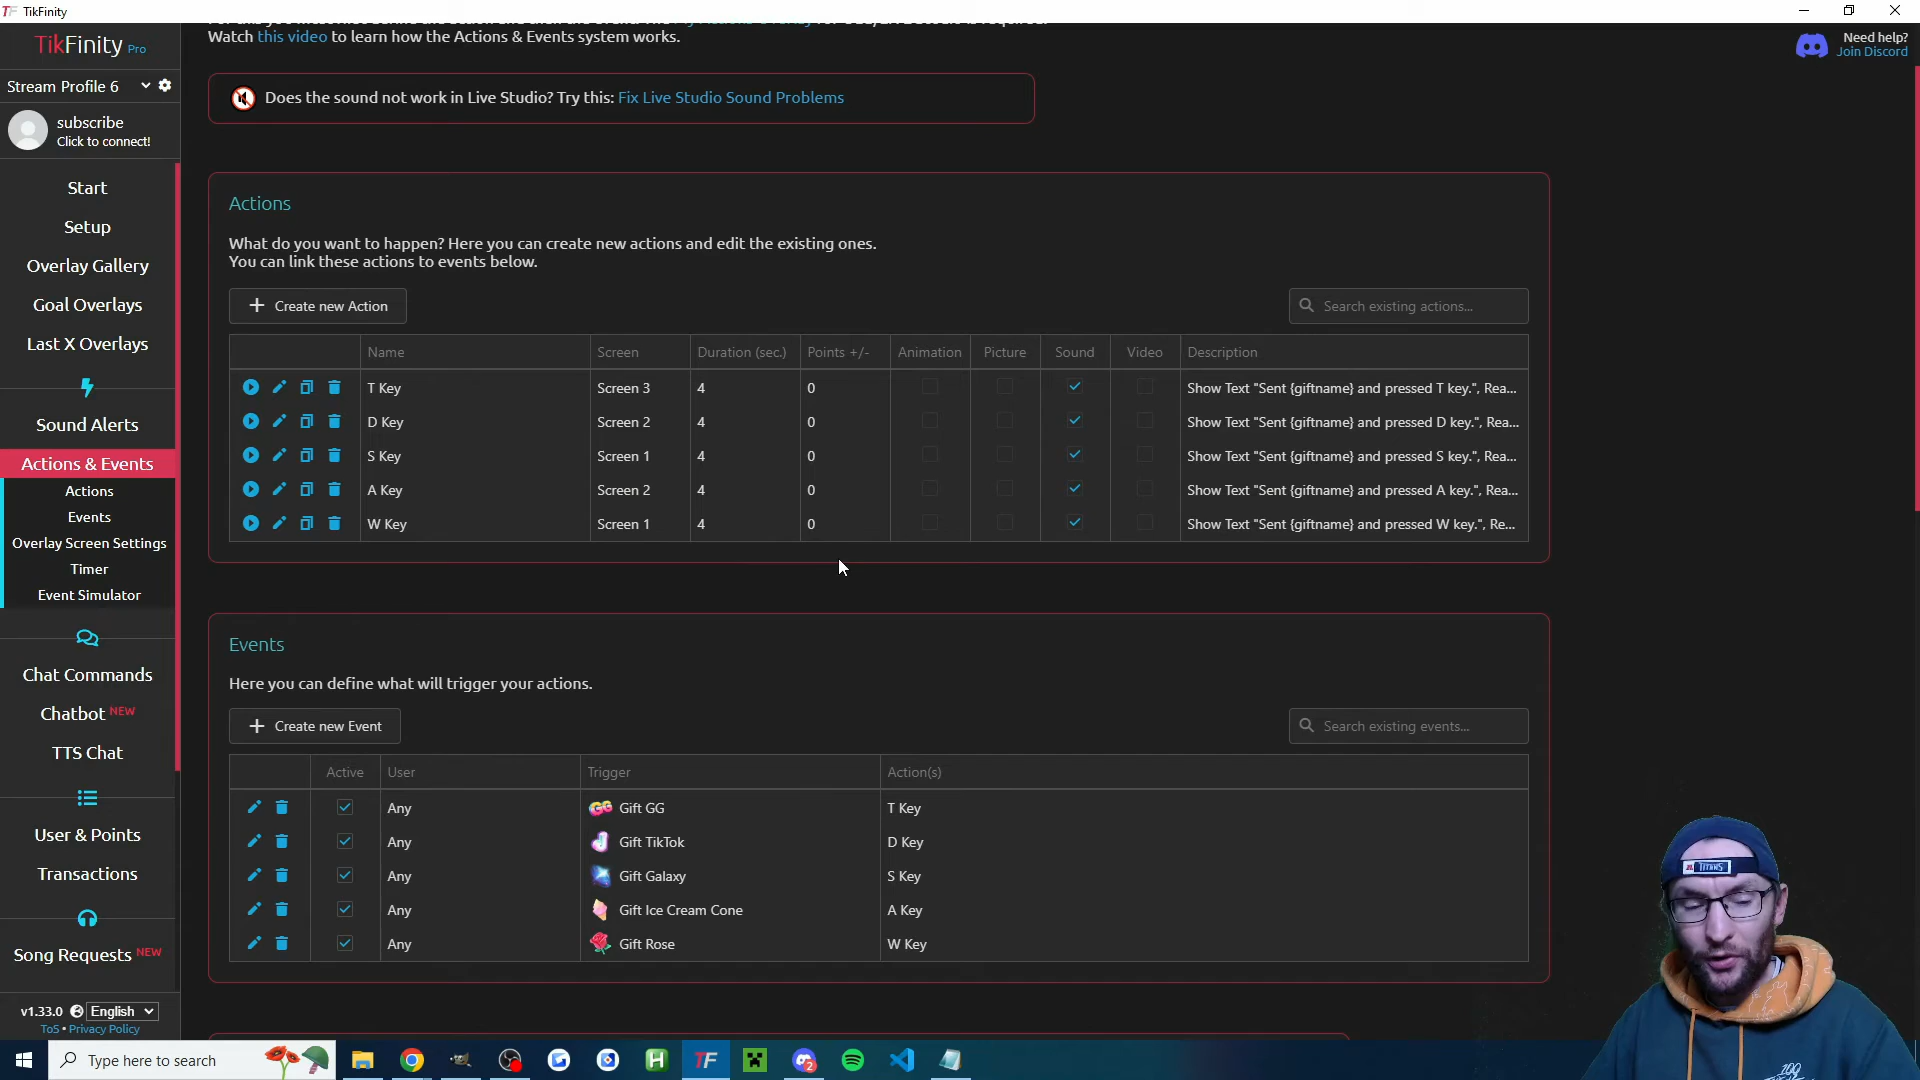 TikFinity
TikFinity Pro
Need help?
Join Discord
Stream Profile 6
subscribe
Click to connect!
Start
Setup
Overlay Gallery
Goal Overlays
Last X Overlays
Sound Alerts
Actions & Events
Actions
Events
Overlay Screen Settings
Timer
Event Simulator
Chat Commands
Chatbot NEW
TTS Chat
User & Points
Transactions
Song Requests NEW
v1.33.0 English
ToS • Privacy Policy
Watch this video to learn how the Actions & Events system works.
Does the sound not work in Live Studio? Try this: Fix Live Studio Sound Problems
Actions
What do you want to happen? Here you can create new actions and edit the existing ones.
You can link these actions to events below.
+ Create new Action
Search existing actions...
Name Screen Duration (sec.) Points +/- Animation Picture Sound Video Description
T Key Screen 3 4 0 Show Text "Sent {giftname} and pressed T key.", Rea...
D Key Screen 2 4 0 Show Text "Sent {giftname} and pressed D key.", Rea...
S Key Screen 1 4 0 Show Text "Sent {giftname} and pressed S key.", Rea...
A Key Screen 2 4 0 Show Text "Sent {giftname} and pressed A key.", Rea...
W Key Screen 1 4 0 Show Text "Sent {giftname} and pressed W key.", Re...
Events
Here you can define what will trigger your actions.
+ Create new Event
Search existing events...
Active User Trigger Action(s)
Any Gift GG T Key
Any Gift TikTok D Key
Any Gift Galaxy S Key
Any Gift Ice Cream Cone A Key
Any Gift Rose W Key
TITANS
Type here to search